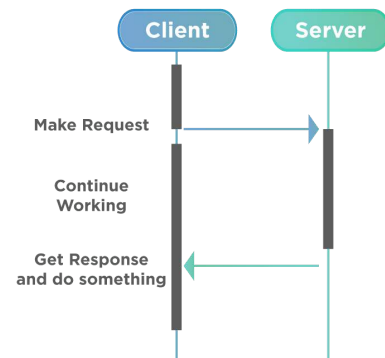 Client
Server
Make Request
Continue
Working
Get Response
and do something